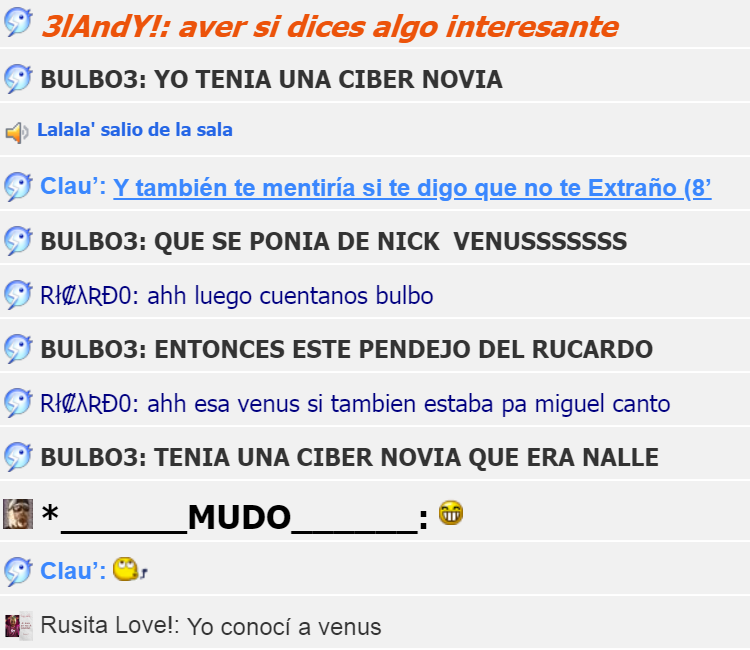 3lAndY!: aver si dices algo interesante
BULBO3: YO TENIA UNA CIBER NOVIA
Lalala' salio de la sala
Clau’: Y también te mentiría si te digo que no te Extraño (8’
BULBO3: QUE SE PONIA DE NICK  VENUSSSSSSS
Rł₡λƦĐ0: ahh luego cuentanos bulbo
BULBO3: ENTONCES ESTE PENDEJO DEL RUCARDO
Rł₡λƦĐ0: ahh esa venus si tambien estaba pa miguel canto
BULBO3: TENIA UNA CIBER NOVIA QUE ERA NALLE
*_______MUDO_______:
Clau’:
Rusita Love!: Yo conocí a venus